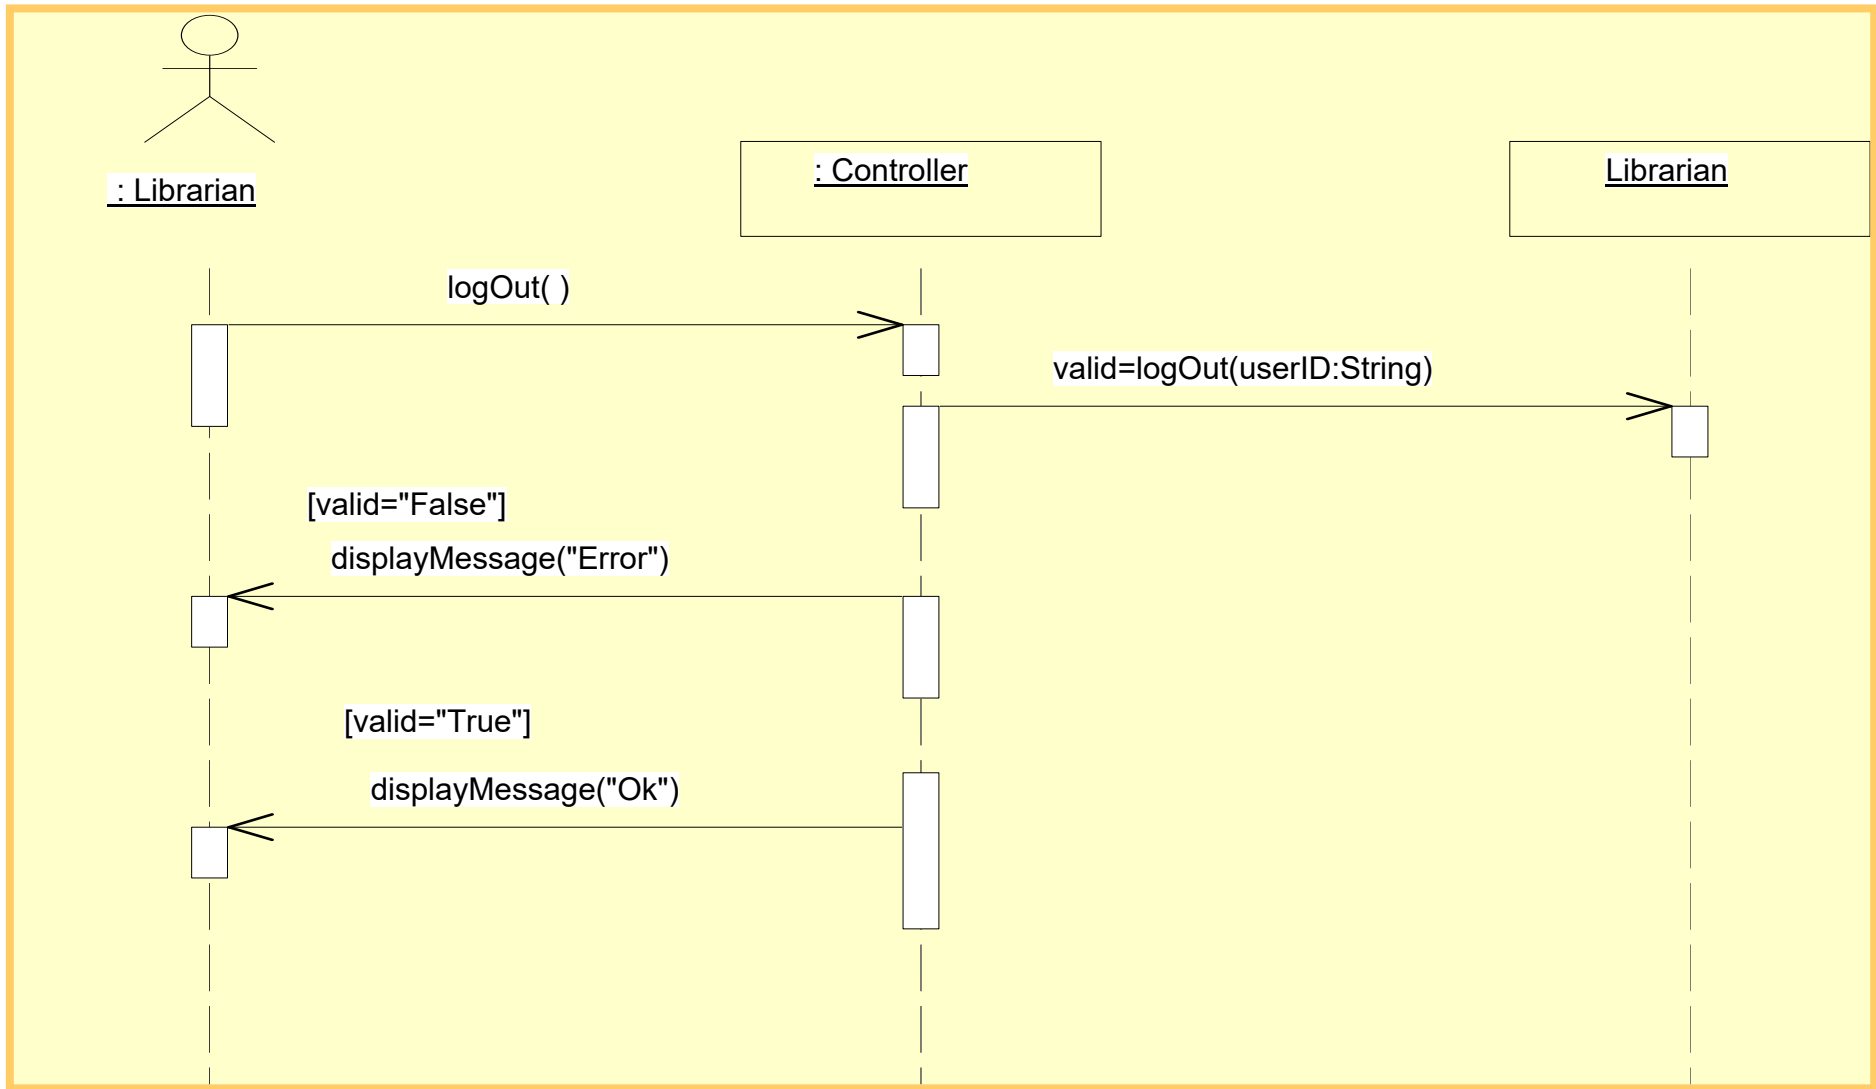 : Librarian
: Controller
Librarian
logOut( )
valid=logOut(userID:String)
[valid="False"]
displayMessage("Error")
[valid="True"]
displayMessage("Ok")